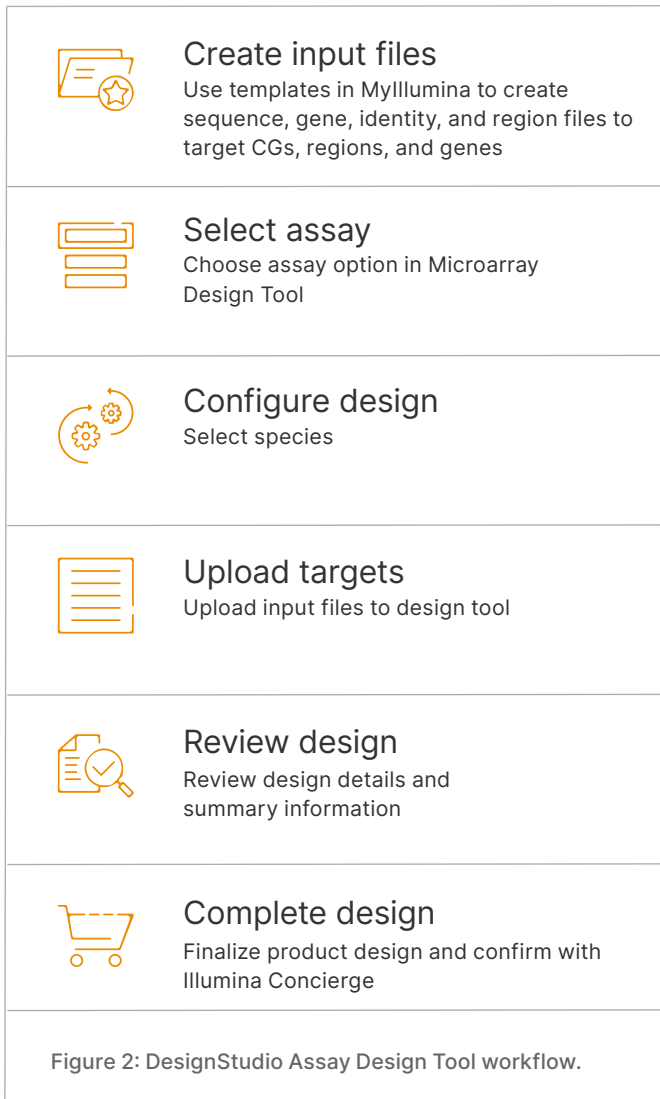 Create input files
Use templates in MyIllumina to create
sequence, gene, identity, and region files to
target CGs, regions, and genes
Select assay
Choose assay option in Microarray
Design Tool
Configure design
Select species
Upload targets
Upload input files to design tool
Review design
Review design details and
summary information
Complete design
Finalize product design and confirm with
Illumina Concierge
Figure 2: DesignStudio Assay Design Tool workflow.